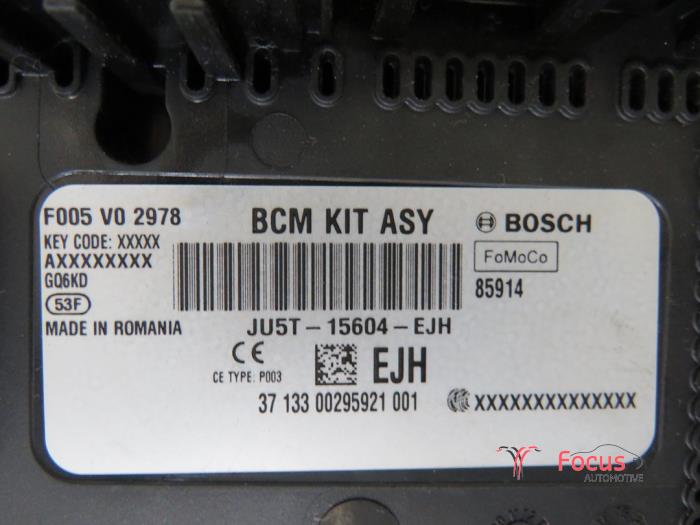 F005 V0 2978
BCM KIT ASY
BOSCH
KEY CODE: XXXXX
AXXXXXXXX
GQ6KD
53F
MADE IN ROMANIA
FoMoCo
85914
JU5T-15604-EJH
CE
CE TYPE: P003
EJH
37 133 00295921 001
XXXXXXXXXXXXXX
Focus
AUTOMOTIVE